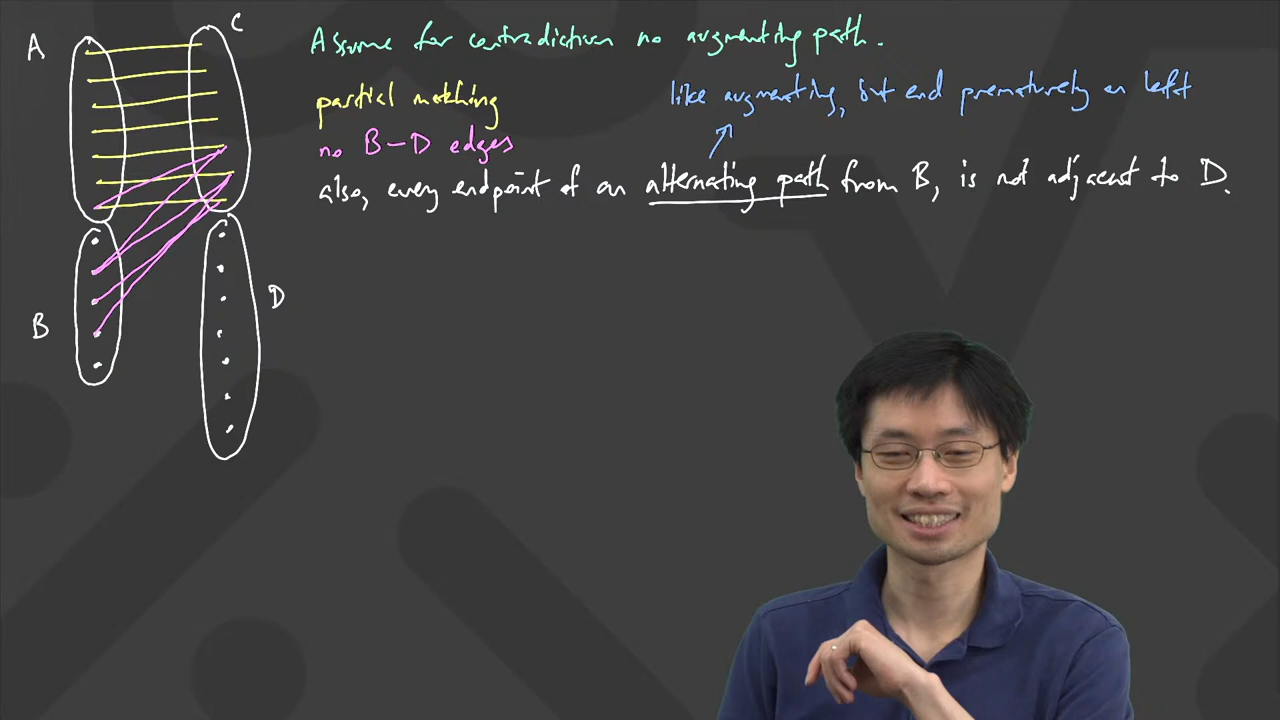 A
C
Assume for contradiction no augmenting path.
partial matching
like augmenting, but end prematurely on left
no B-D edges
also, every endpoint of an alternating path from B, is not adjacent to D.
D
B